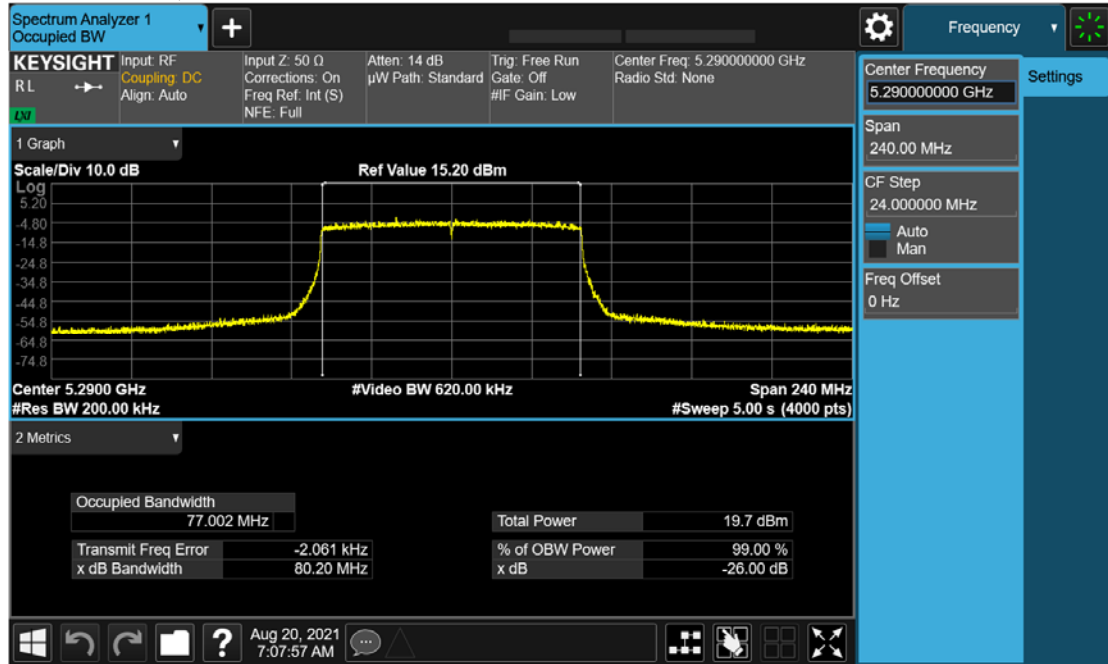 Spectrum Analyzer 1
Occupied BW
+
Frequency
KEYSIGHT
R L
LXI
Input: RF
Coupling: DC
Align: Auto
Input Z: 50 Ω
Corrections: On
Freq Ref: Int (S)
NFE: Full
Atten: 14 dB
µW Path: Standard
Trig: Free Run
Gate: Off
#IF Gain: Low
Center Freq: 5.290000000 GHz
Radio Std: None
Center Frequency
5.290000000 GHz
Settings
Span
240.00 MHz
CF Step
24.000000 MHz
Auto
Man
Freq Offset
0 Hz
1 Graph
Scale/Div 10.0 dB
Ref Value 15.20 dBm
Log
5.20
-4.80
-14.8
-24.8
-34.8
-44.8
-54.8
-64.8
-74.8
Center 5.2900 GHz
#Video BW 620.00 kHz
Span 240 MHz
#Res BW 200.00 kHz
#Sweep 5.00 s (4000 pts)
2 Metrics
Occupied Bandwidth
77.002 MHz
Total Power 19.7 dBm
Transmit Freq Error -2.061 kHz
% of OBW Power 99.00 %
x dB Bandwidth 80.20 MHz
x dB -26.00 dB
?
Aug 20, 2021
7:07:57 AM